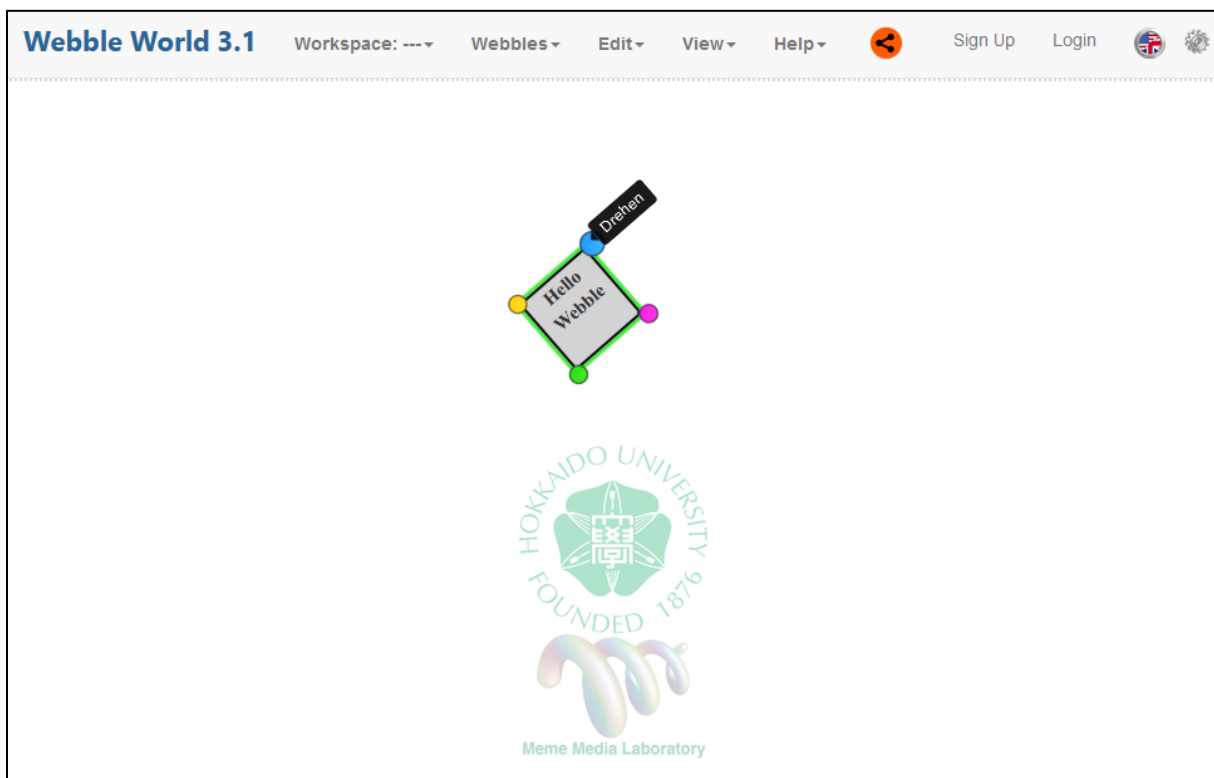 Webble World 3.1 Workspace: --- Webbles Edit View Help Sign Up Login
Drehen
Hello
Webble
HOKKAIDO UNIVERSITY
FOUNDED 1876
Meme Media Laboratory